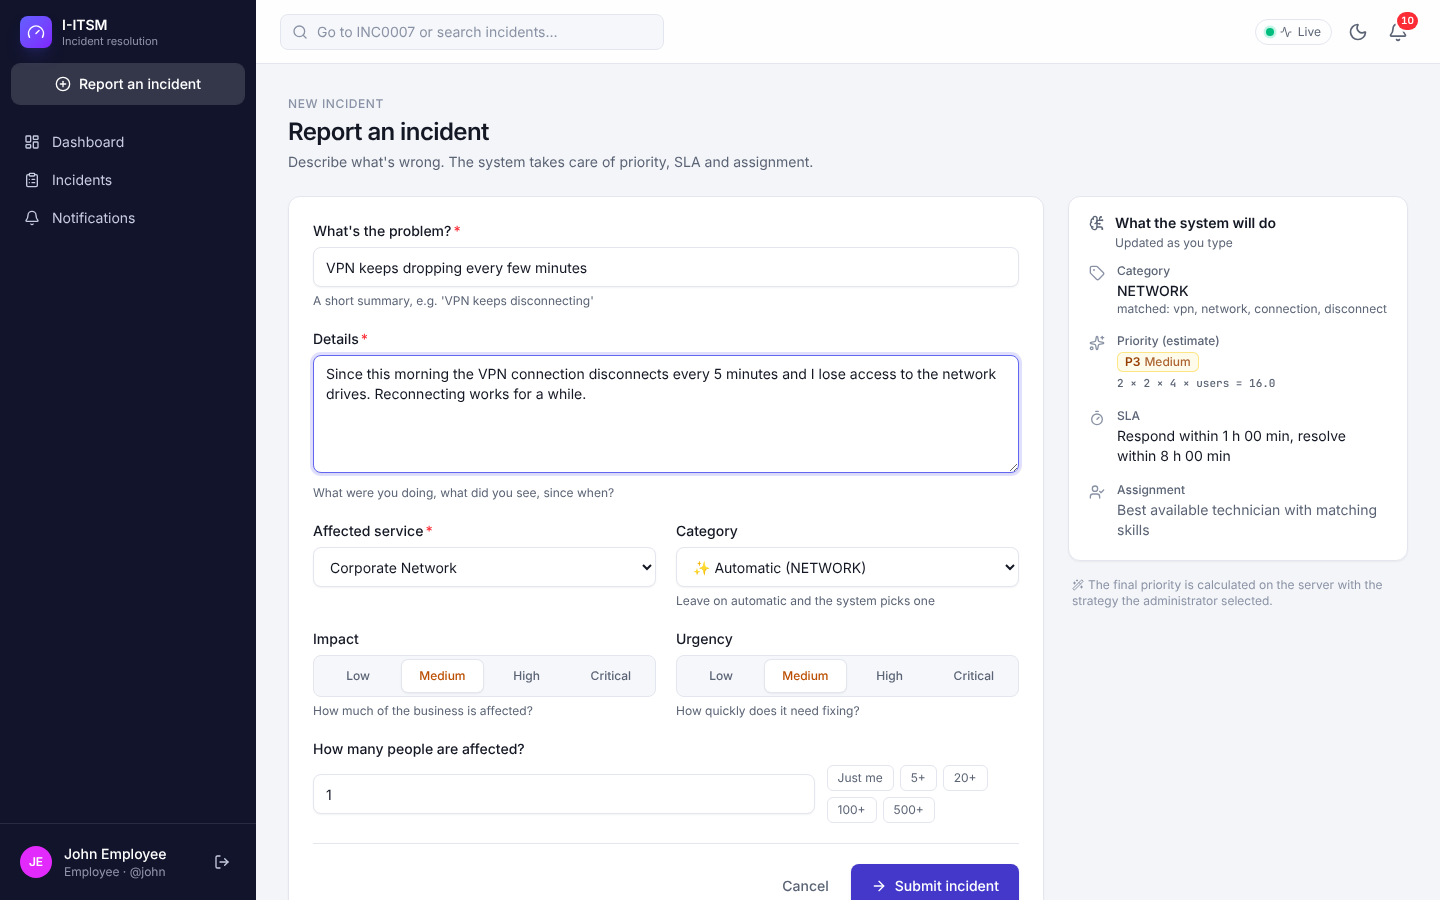 I-ITSM
Incident resolution
Report an incident
Dashboard
Incidents
Notifications
JE
John Employee
Employee · @john
Go to INC0007 or search incidents...
Live
10
NEW INCIDENT
Report an incident
Describe what's wrong. The system takes care of priority, SLA and assignment.
What's the problem? *
VPN keeps dropping every few minutes
A short summary, e.g. 'VPN keeps disconnecting'
Details *
Since this morning the VPN connection disconnects every 5 minutes and I lose access to the network
drives. Reconnecting works for a while.
What were you doing, what did you see, since when?
Affected service *
Corporate Network
Category
✨ Automatic (NETWORK)
Leave on automatic and the system picks one
Impact
Low Medium High Critical
How much of the business is affected?
Urgency
Low Medium High Critical
How quickly does it need fixing?
How many people are affected?
1
Just me 5+ 20+
100+ 500+
Cancel
Submit incident
What the system will do
Updated as you type
Category
NETWORK
matched: vpn, network, connection, disconnect
Priority (estimate)
P3 Medium
2 × 2 × 4 × users = 16.0
SLA
Respond within 1 h 00 min, resolve
within 8 h 00 min
Assignment
Best available technician with matching
skills
The final priority is calculated on the server with the
strategy the administrator selected.